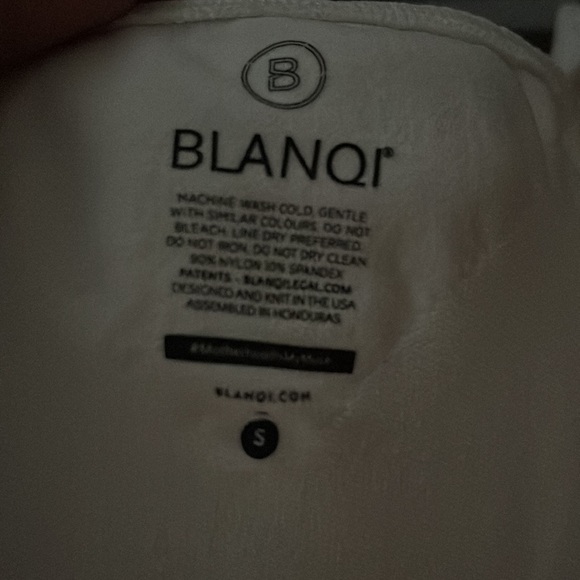 B
BLANQI®
MACHINE WASH COLD, GENTLE
WITH SIMILAR COLOURS. DO NOT
BLEACH. LINE DRY PREFERRED.
DO NOT IRON. DO NOT DRY CLEAN.
90% NYLON 10% SPANDEX
PATENTS - BLANQILEGAL.COM
DESIGNED AND KNIT IN THE USA
ASSEMBLED IN HONDURAS
BLANQI.COM
S